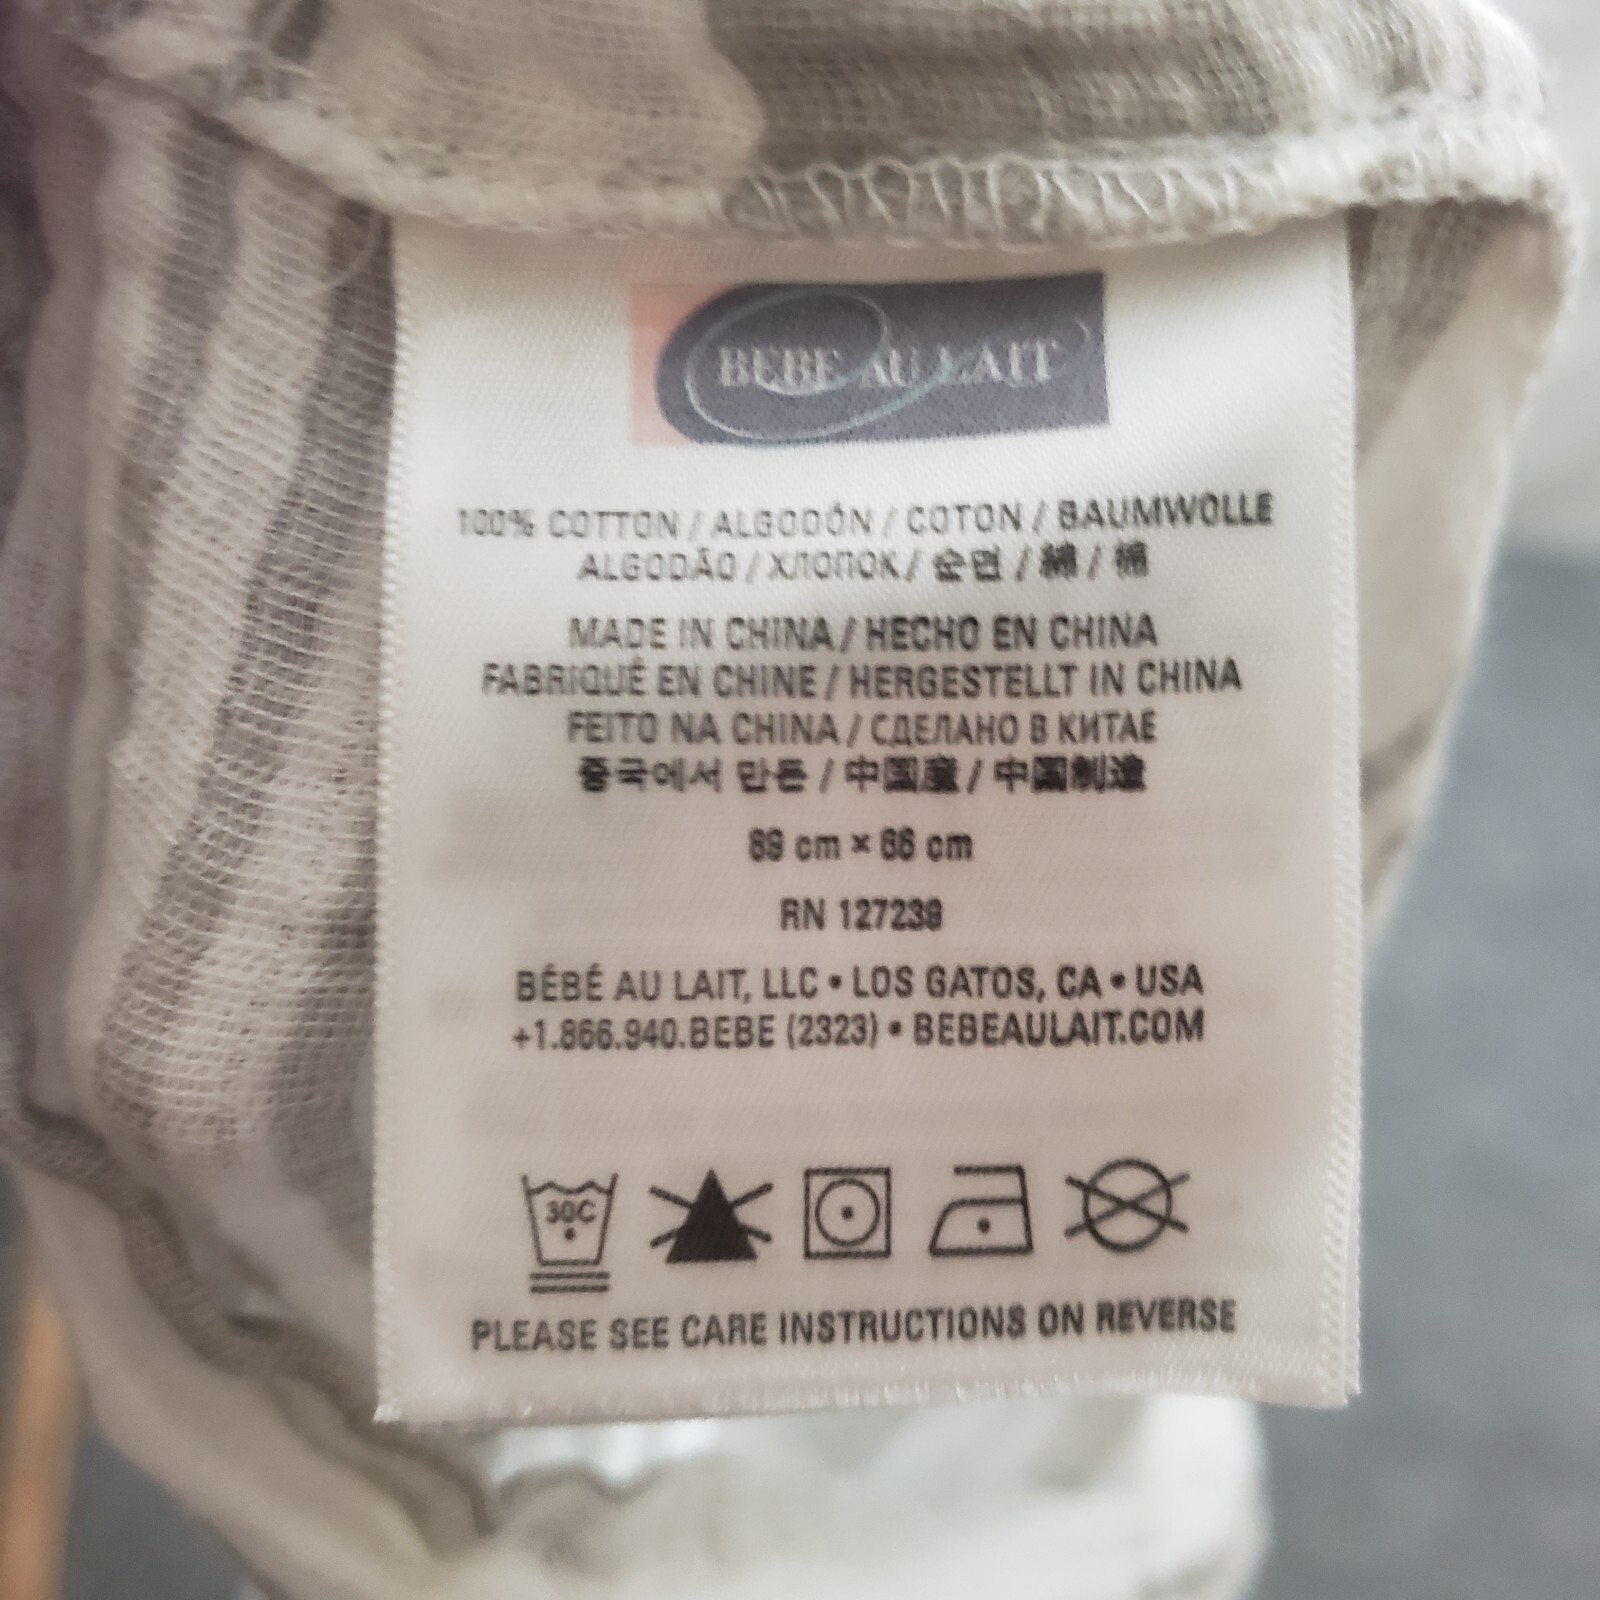 BÉBÉ AU LAIT
100% COTTON / ALGODÓN / COTON / BAUMWOLLE
ALGODÃO / ХЛОПОК / 순면 / 綿 / 棉
MADE IN CHINA / HECHO EN CHINA
FABRIQUÉ EN CHINE / HERGESTELLT IN CHINA
FEITO NA CHINA / СДЕЛАНО В КИТАЕ
중국에서 만든 / 中国産 / 中国制造
89 cm × 66 cm
RN 127239
BÉBÉ AU LAIT, LLC • LOS GATOS, CA • USA
+1.866.940.BEBE (2323) • BEBEAULAIT.COM
30C
PLEASE SEE CARE INSTRUCTIONS ON REVERSE